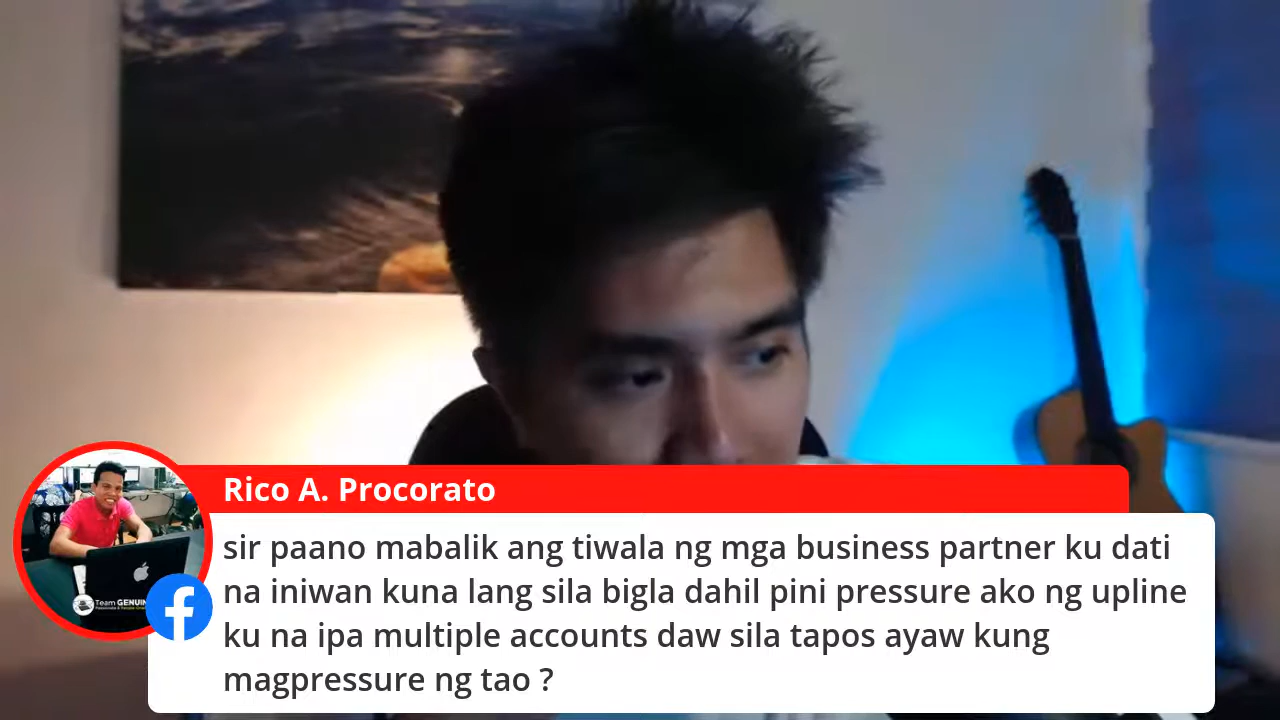 Rico A. Procorato
sir paano mabalik ang tiwala ng mga business partner ku dati
na iniwan kuna lang sila bigla dahil pini pressure ako ng upline
ku na ipa multiple accounts daw sila tapos ayaw kung
magpressure ng tao ?
Team GENUIN